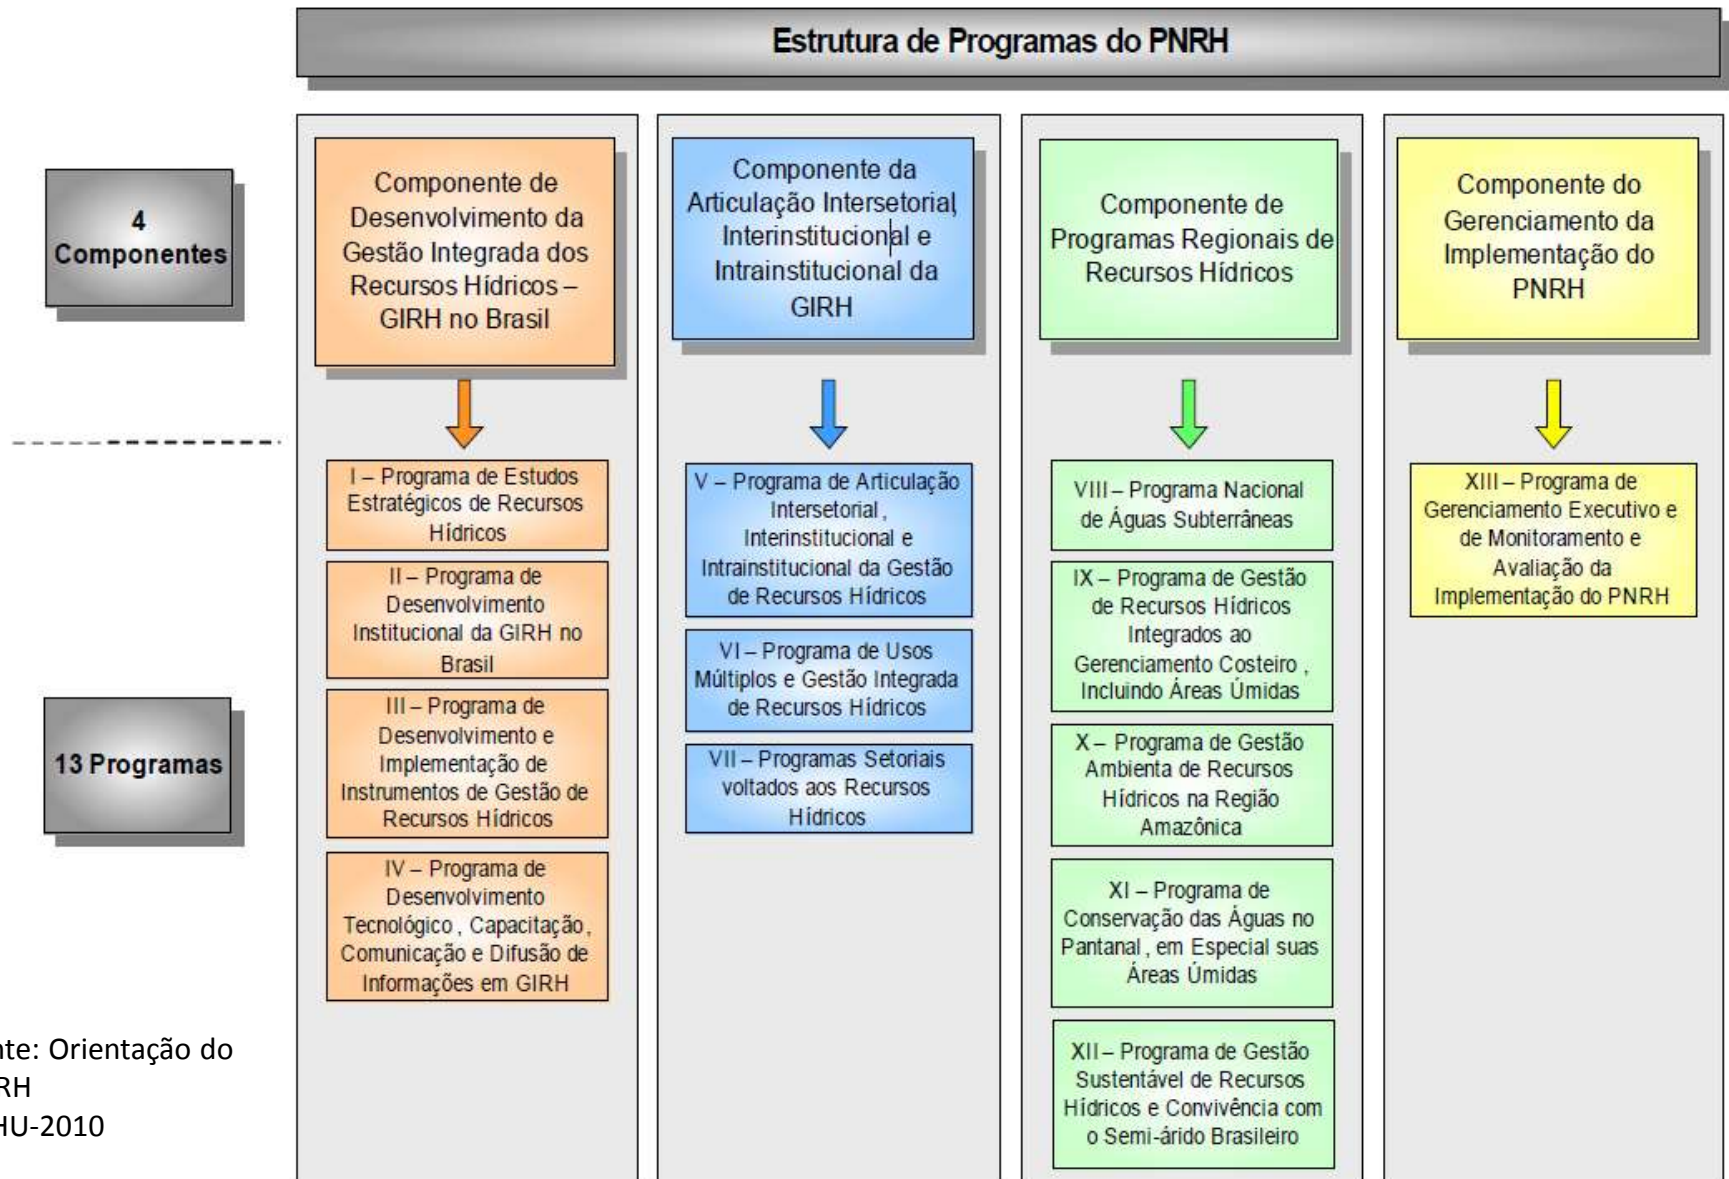 Estrutura de Programas do PNRH
4
Componentes
Componente de
Desenvolvimento da
Gestão Integrada dos
Recursos Hídricos –
GIRH no Brasil
Componente da
Articulação Intersetorial,
Interinstitucional e
Intrainstitucional da
GIRH
Componente de
Programas Regionais de
Recursos Hídricos
Componente do
Gerenciamento da
Implementação do
PNRH
13 Programas
I – Programa de Estudos
Estratégicos de Recursos
Hídricos
II – Programa de
Desenvolvimento
Institucional da GIRH no
Brasil
III – Programa de
Desenvolvimento e
Implementação de
Instrumentos de Gestão de
Recursos Hídricos
IV – Programa de
Desenvolvimento
Tecnológico , Capacitação ,
Comunicação e Difusão de
Informações em GIRH
V – Programa de Articulação
Intersetorial ,
Interinstitucional e
Intrainstitucional da Gestão
de Recursos Hídricos
VI – Programa de Usos
Múltiplos e Gestão Integrada
de Recursos Hídricos
VII – Programas Setoriais
voltados aos Recursos
Hídricos
VIII – Programa Nacional
de Águas Subterrâneas
IX – Programa de Gestão
de Recursos Hídricos
Integrados ao
Gerenciamento Costeiro ,
Incluindo Áreas Úmidas
X – Programa de Gestão
Ambienta de Recursos
Hídricos na Região
Amazônica
XI – Programa de
Conservação das Águas no
Pantanal , em Especial suas
Áreas Úmidas
XII – Programa de Gestão
Sustentável de Recursos
Hídricos e Convivência com
o Semi-árido Brasileiro
XIII – Programa de
Gerenciamento Executivo e
de Monitoramento e
Avaliação da
Implementação do PNRH
nte: Orientação do
RH
HU-2010